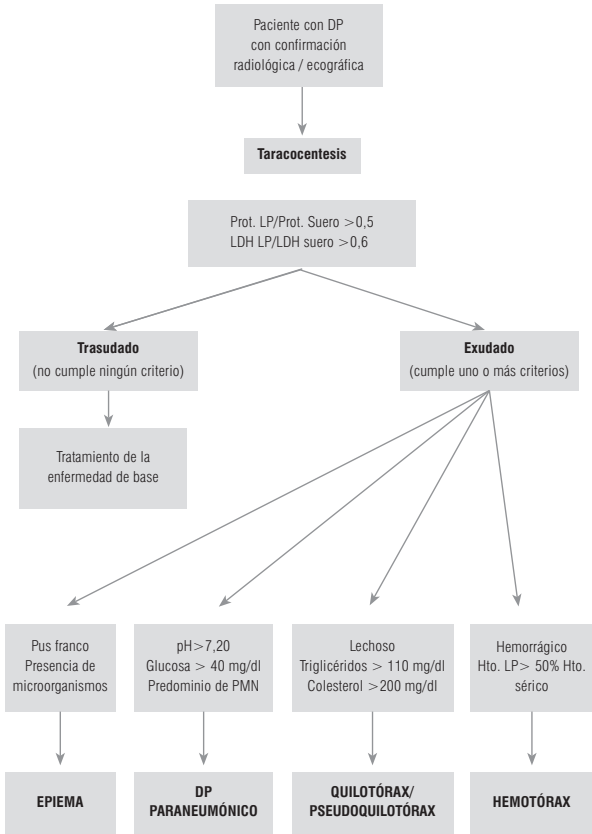 Paciente con DP
con confirmación
radiológica / ecográfica
Taracocentesis
Prot. LP/Prot. Suero >0,5
LDH LP/LDH suero >0,6
Trasudado
(no cumple ningún criterio)
Exudado
(cumple uno o más criterios)
Tratamiento de la
enfermedad de base
Pus franco
Presencia de
microorganismos
pH>7,20
Glucosa > 40 mg/dl
Predominio de PMN
Lechoso
Triglicéridos > 110 mg/dl
Colesterol >200 mg/dl
Hemorrágico
Hto. LP> 50% Hto.
sérico
EPIEMA
DP
PARANEUMÓNICO
QUILOTÓRAX/
PSEUDOQUILOTÓRAX
HEMOTÓRAX